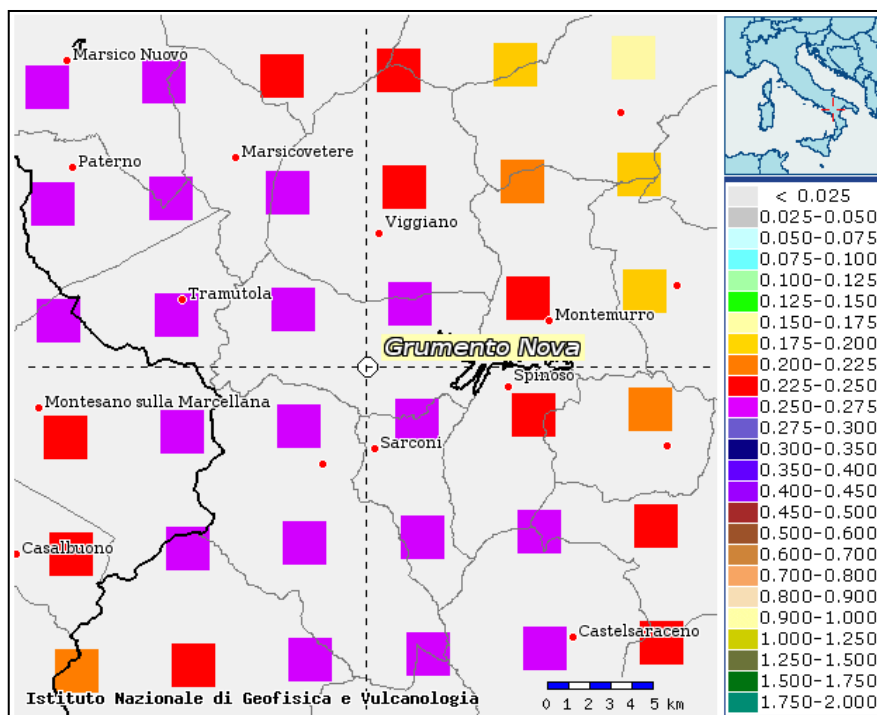 Marsico Nuovo
Marsicovetere
Paterno
Viggiano
Tramutola
Montemurro
Grumento Nova
Spinoso
Montesano sulla Marcellana
Sarconi
Casalbuono
Castelsaraceno
Istituto Nazionale di Geofisica e Vulcanologia
0 1 2 3 4 5 km
< 0.025
0.025-0.050
0.050-0.075
0.075-0.100
0.100-0.125
0.125-0.150
0.150-0.175
0.175-0.200
0.200-0.225
0.225-0.250
0.250-0.275
0.275-0.300
0.300-0.350
0.350-0.400
0.400-0.450
0.450-0.500
0.500-0.600
0.600-0.700
0.700-0.800
0.800-0.900
0.900-1.000
1.000-1.250
1.250-1.500
1.500-1.750
1.750-2.000